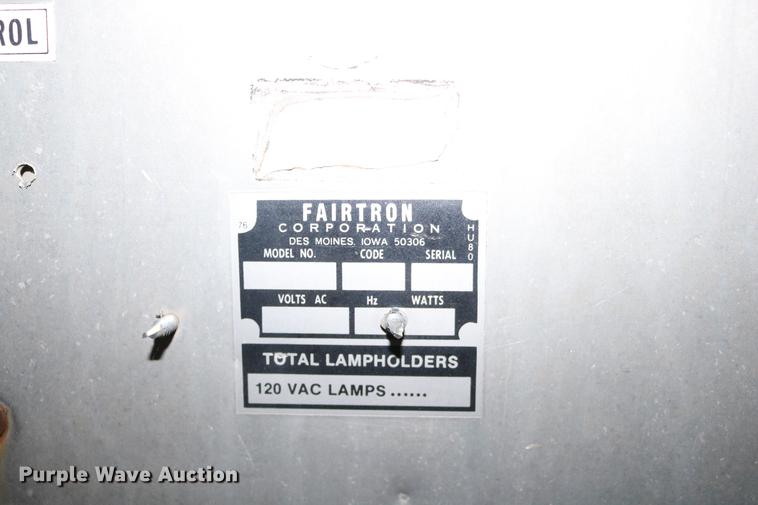 ROL
FAIRTRON
76
CORPORATION
DES MOINES, IOWA 50306
HU80
MODEL NO. CODE SERIAL
VOLTS AC Hz WATTS
TOTAL LAMPHOLDERS
120 VAC LAMPS ......
Purple Wave Auction